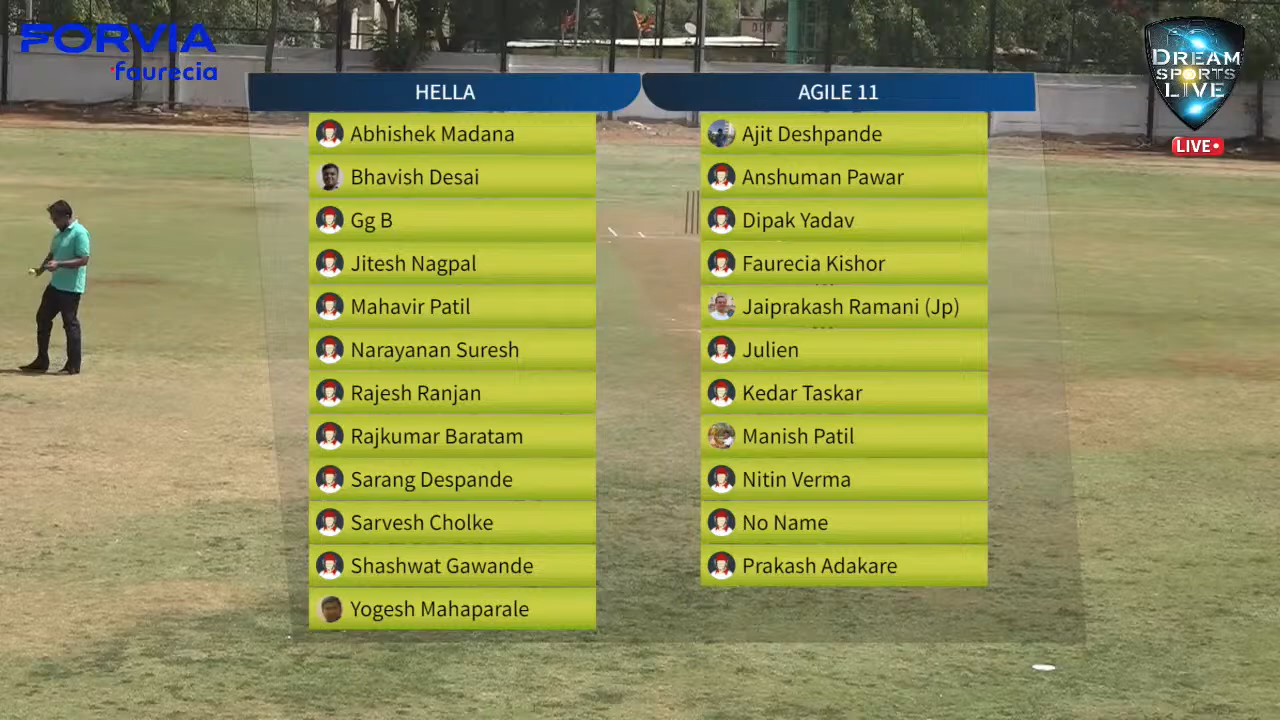 FORVIA
faurecia
DREAM
SPORTS
LIVE
LIVE
HELLA
Abhishek Madana
Bhavish Desai
Gg B
Jitesh Nagpal
Mahavir Patil
Narayanan Suresh
Rajesh Ranjan
Rajkumar Baratam
Sarang Despande
Sarvesh Cholke
Shashwat Gawande
Yogesh Mahaparale
AGILE 11
Ajit Deshpande
Anshuman Pawar
Dipak Yadav
Faurecia Kishor
Jaiprakash Ramani (Jp)
Julien
Kedar Taskar
Manish Patil
Nitin Verma
No Name
Prakash Adakare